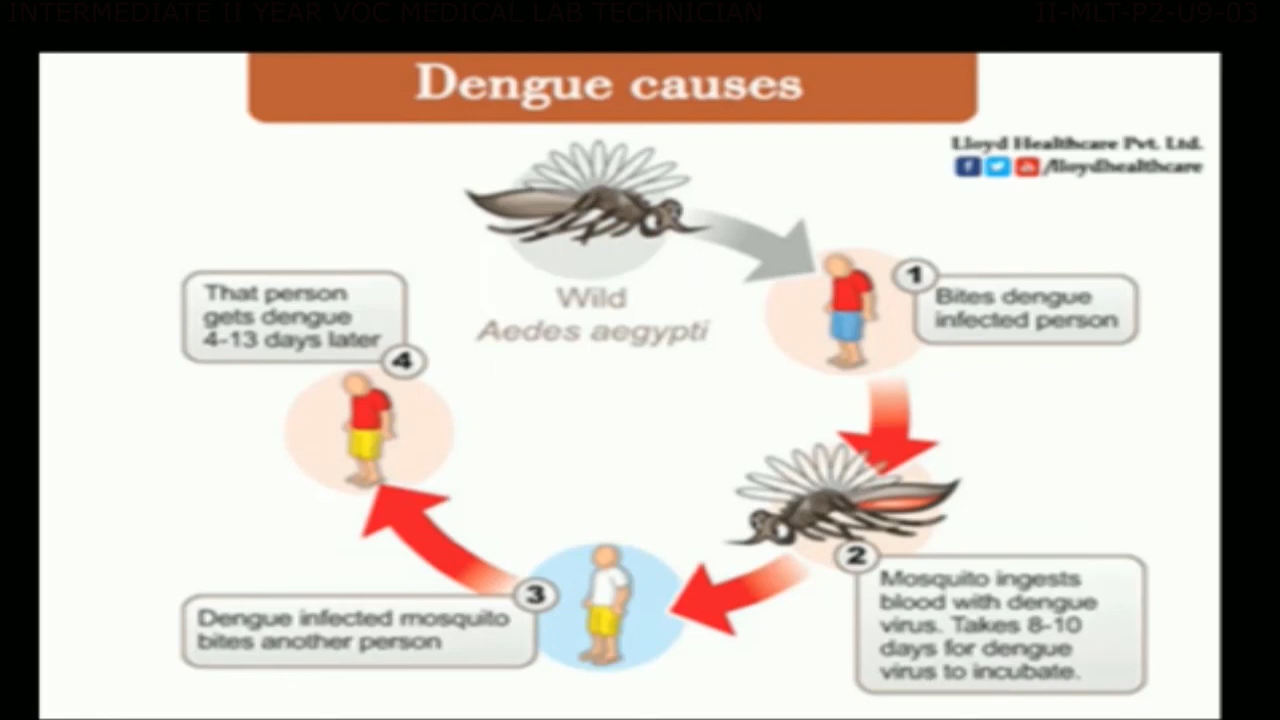 INTERMEDIATE II YEAR VOC MEDICAL LAB TECHNICIAN
II-MLT-P2-U9-03
Dengue causes
Lloyd Healthcare Pvt. Ltd.
/lloydhealthcare
Wild
Aedes aegypti
1
Bites dengue
infected person
2
Mosquito ingests
blood with dengue
virus. Takes 8-10
days for dengue
virus to incubate.
3
Dengue infected mosquito
bites another person
4
That person
gets dengue
4-13 days later